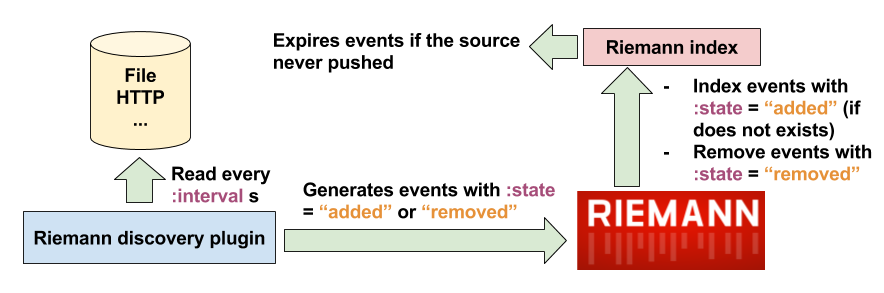 File
HTTP
...
Read every
:interval s
Riemann discovery plugin
Generates events with :state
= “added” or “removed”
RIEMANN
- Index events with
:state = “added” (if
does not exists)
- Remove events with
:state = “removed”
Riemann index
Expires events if the source
never pushed